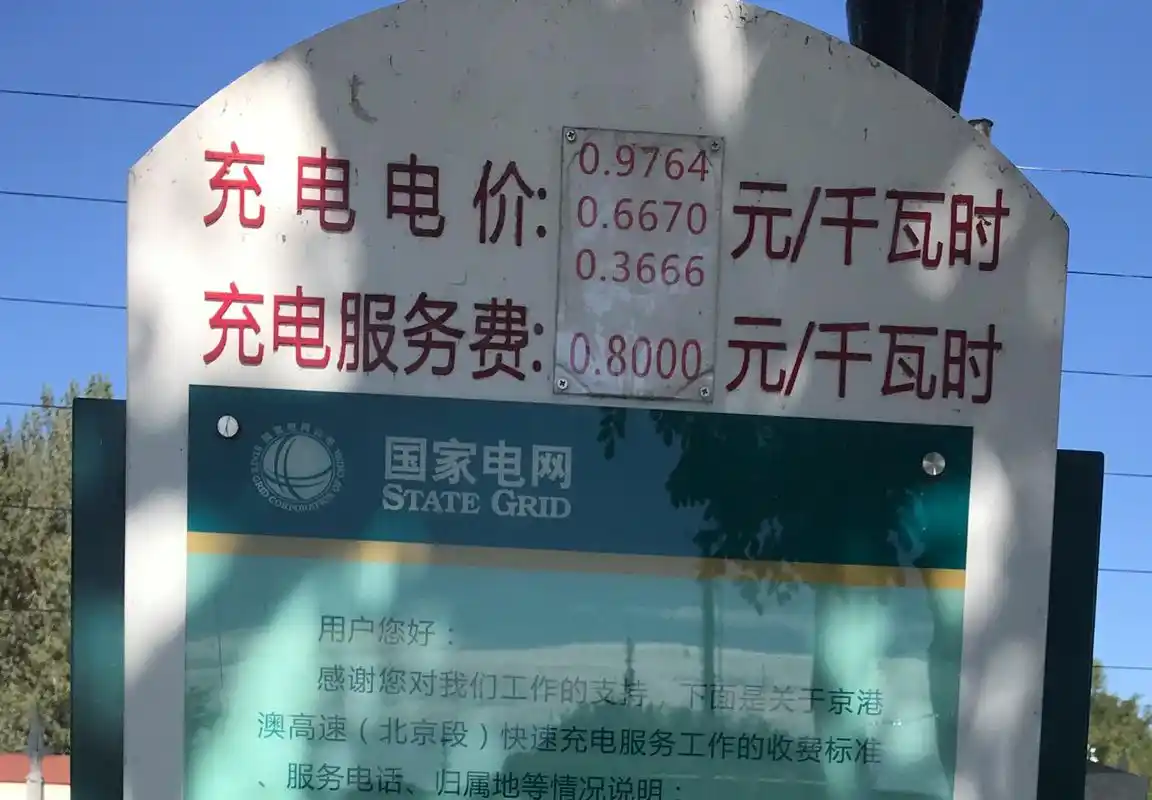 充电电价: 0.9764 元/千瓦时
0.6670
0.3666
充电服务费: 0.8000 元/千瓦时
国家电网
STATE GRID
用户您好：
感谢您对我们工作的支持，下面是关于京港
澳高速（北京段）快速充电服务工作的收费标准
、服务电话、归属地等情况说明：